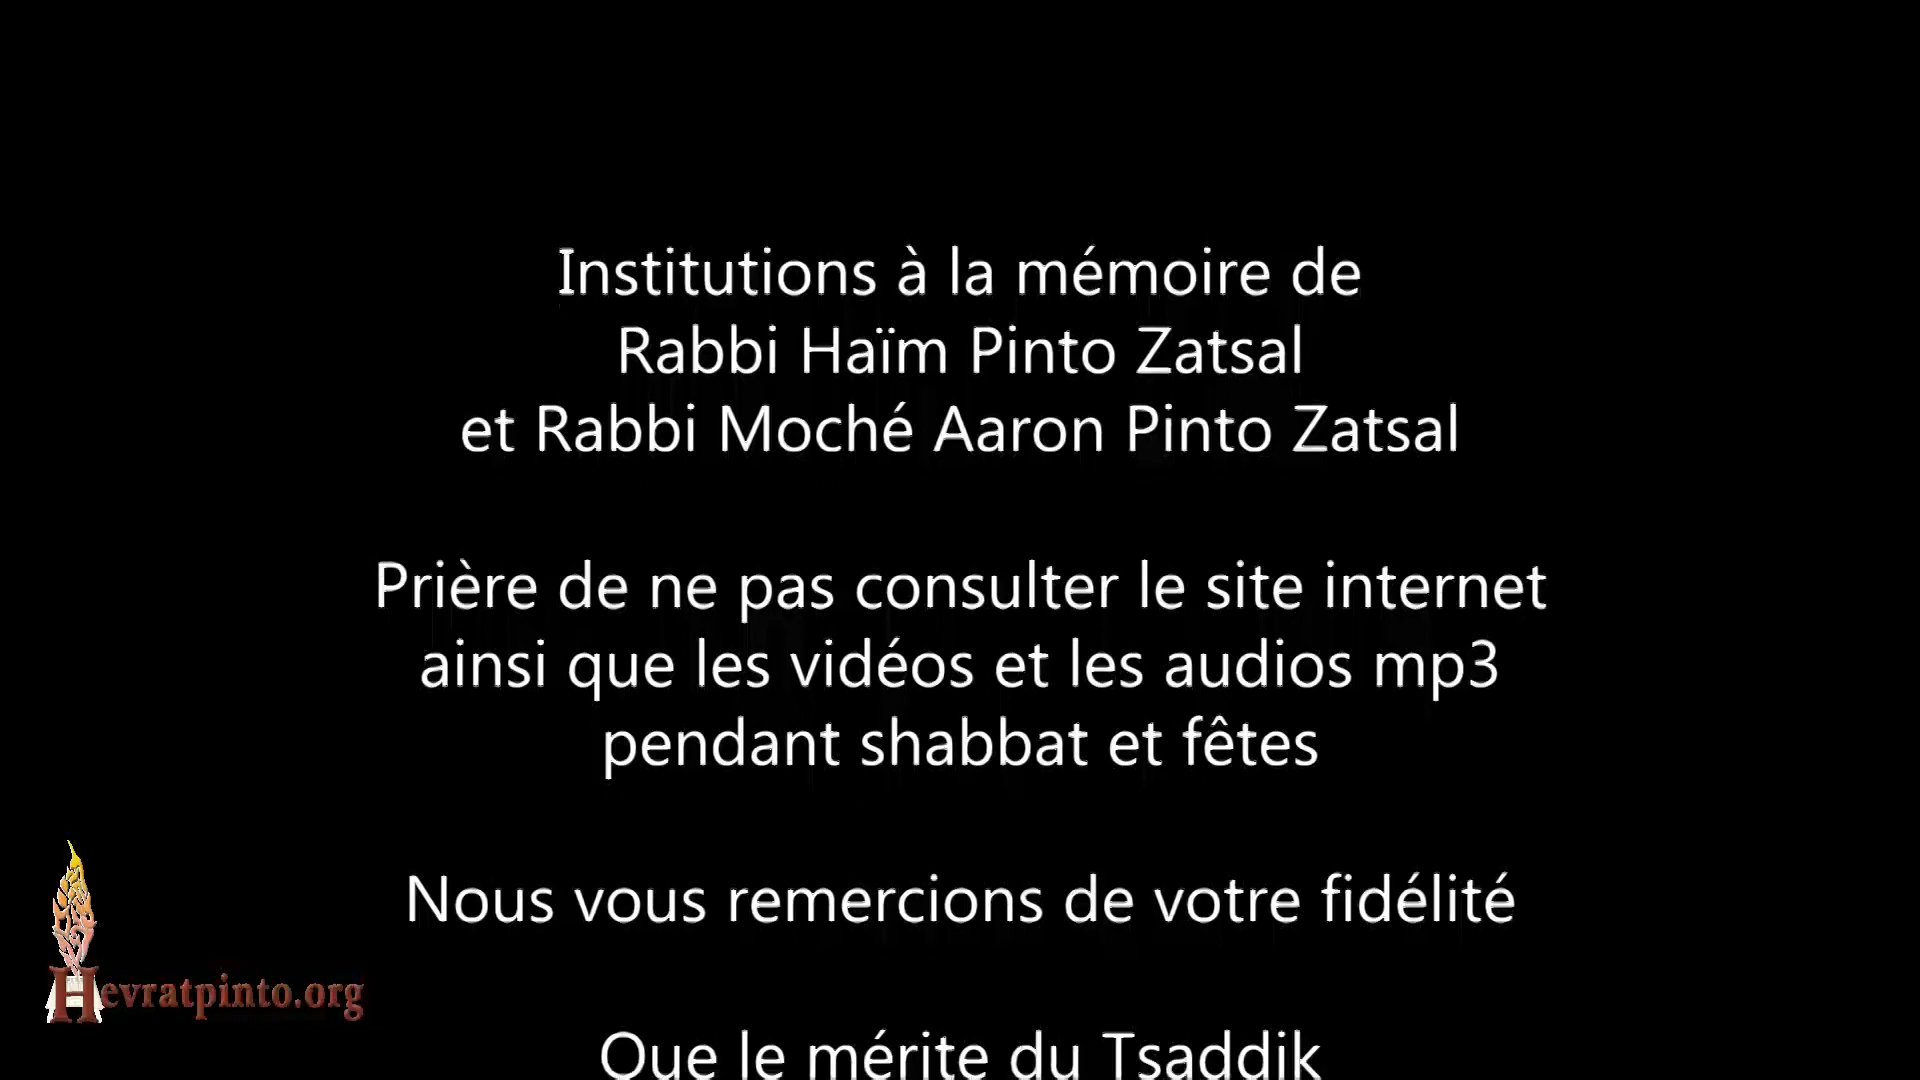 Institutions à la mémoire de
Rabbi Haïm Pinto Zatsal
et Rabbi Moché Aaron Pinto Zatsal
Prière de ne pas consulter le site internet
ainsi que les vidéos et les audios mp3
pendant shabbat et fêtes
Nous vous remercions de votre fidélité
Hevratpinto.org
Que le mérite du Tsaddik